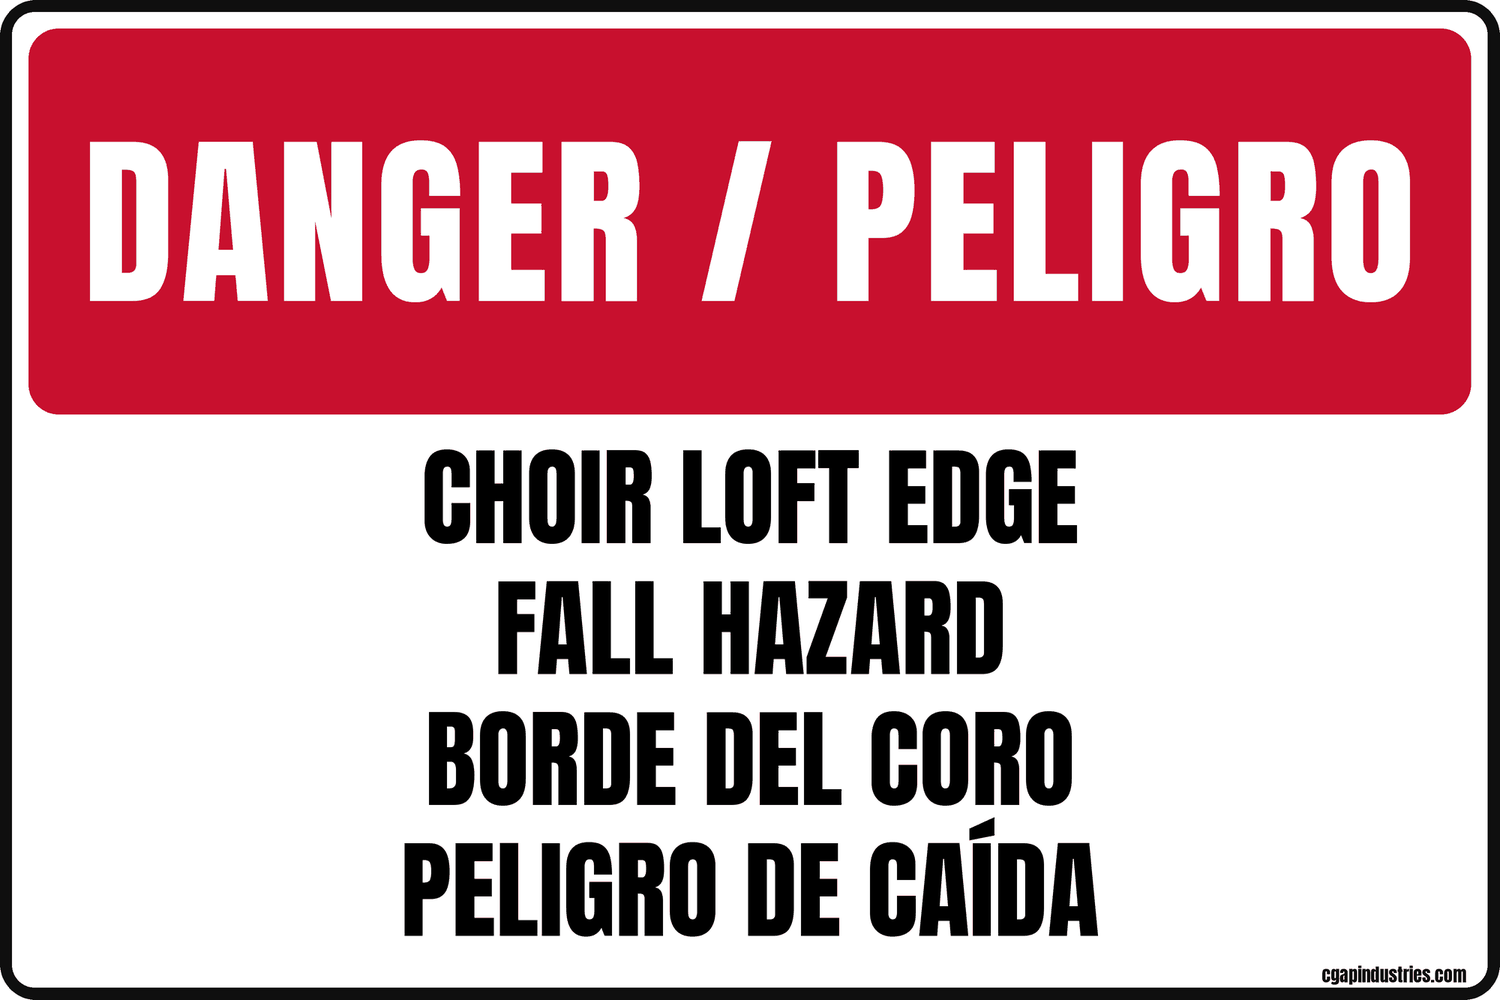 DANGER / PELIGRO
CHOIR LOFT EDGE
FALL HAZARD
BORDE DEL CORO
PELIGRO DE CAÍDA
cgapindustries.com